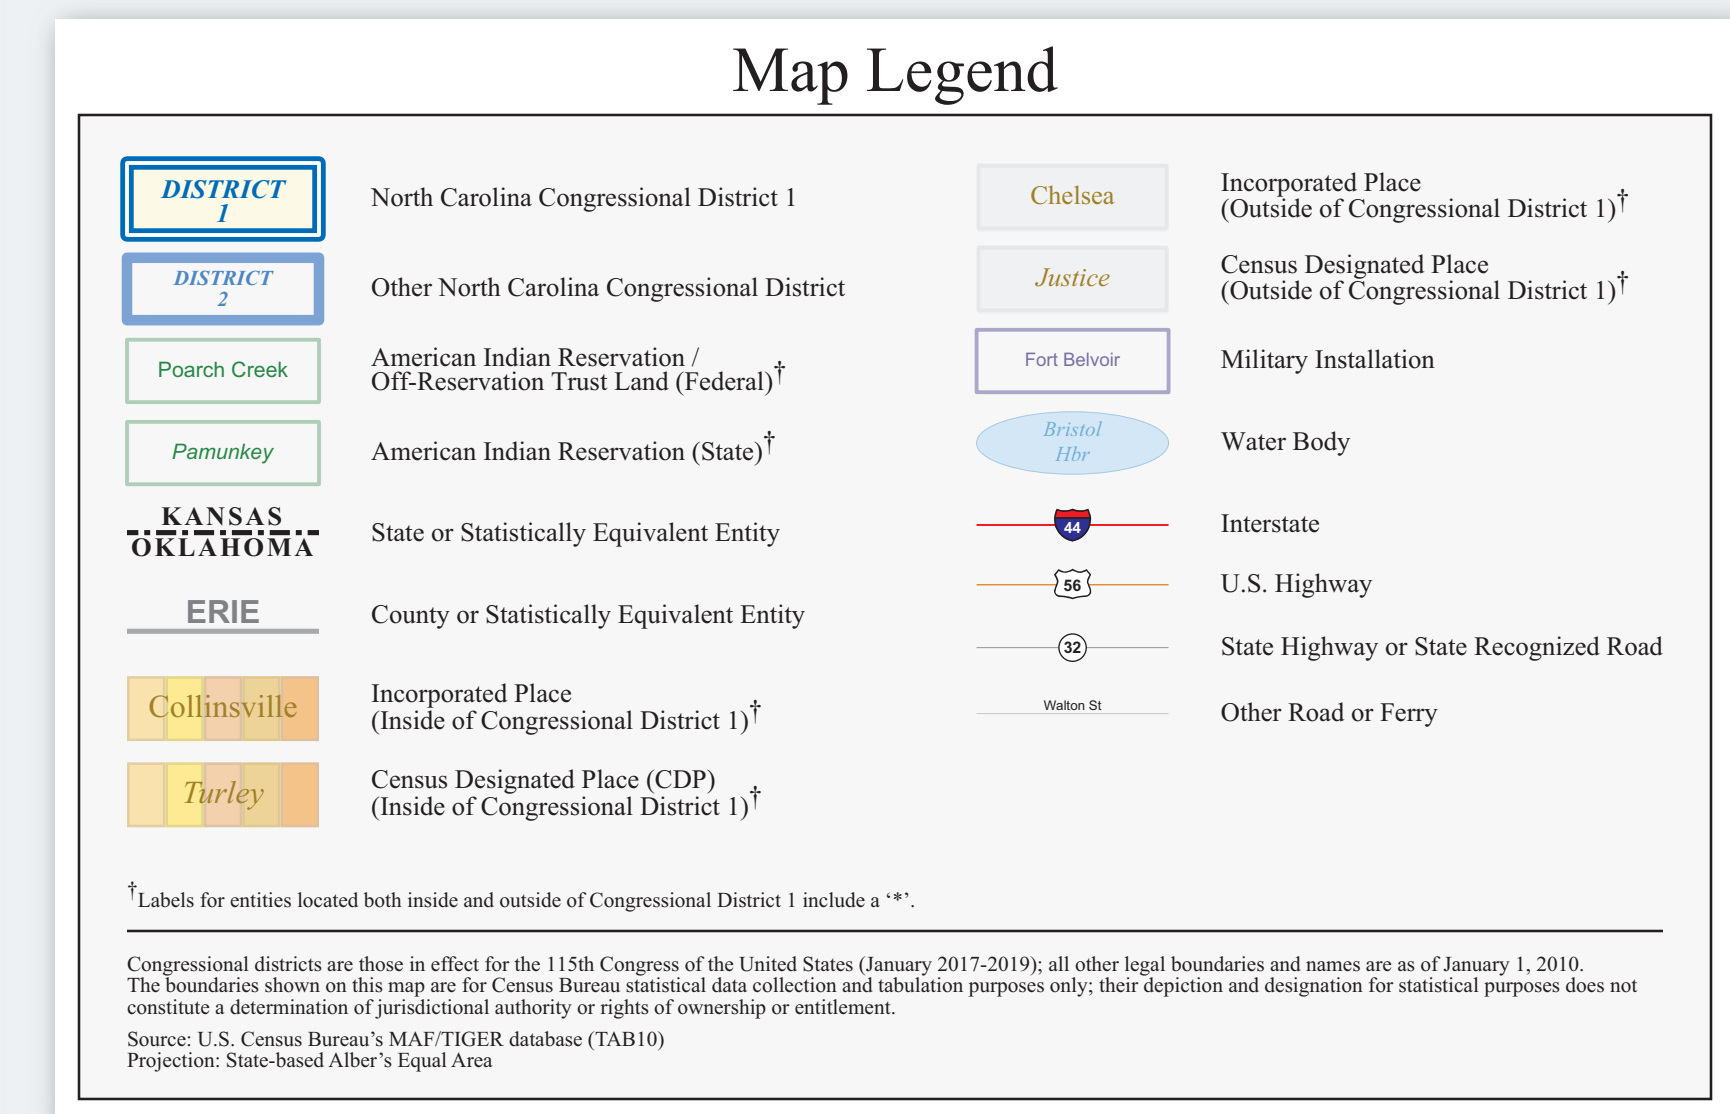 Map Legend
DISTRICT
1
North Carolina Congressional District 1
DISTRICT
2
Other North Carolina Congressional District
Poarch Creek
American Indian Reservation /
Off-Reservation Trust Land (Federal)†
Pamunkey
American Indian Reservation (State)†
KANSAS
OKLAHOMA
State or Statistically Equivalent Entity
ERIE
County or Statistically Equivalent Entity
Collinsville
Incorporated Place
(Inside of Congressional District 1)†
Turley
Census Designated Place (CDP)
(Inside of Congressional District 1)†
Chelsea
Incorporated Place
(Outside of Congressional District 1)†
Justice
Census Designated Place
(Outside of Congressional District 1)†
Fort Belvoir
Military Installation
Bristol
Hbr
Water Body
44
Interstate
56
U.S. Highway
32
State Highway or State Recognized Road
Walton St
Other Road or Ferry
†Labels for entities located both inside and outside of Congressional District 1 include a ‘*’.
Congressional districts are those in effect for the 115th Congress of the United States (January 2017-2019); all other legal boundaries and names are as of January 1, 2010.
The boundaries shown on this map are for Census Bureau statistical data collection and tabulation purposes only; their depiction and designation for statistical purposes does not
constitute a determination of jurisdictional authority or rights of ownership or entitlement.
Source: U.S. Census Bureau’s MAF/TIGER database (TAB10)
Projection: State-based Alber’s Equal Area